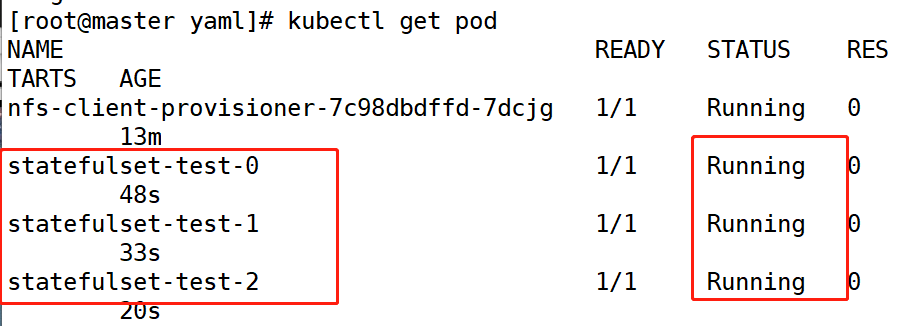 [root@master yaml]# kubectl get pod
NAME READY STATUS RES
TARTS AGE
nfs-client-provisioner-7c98dbdffd-7dcjg 1/1 Running 0
13m
statefulset-test-0 1/1 Running 0
48s
statefulset-test-1 1/1 Running 0
33s
statefulset-test-2 1/1 Running 0
20s